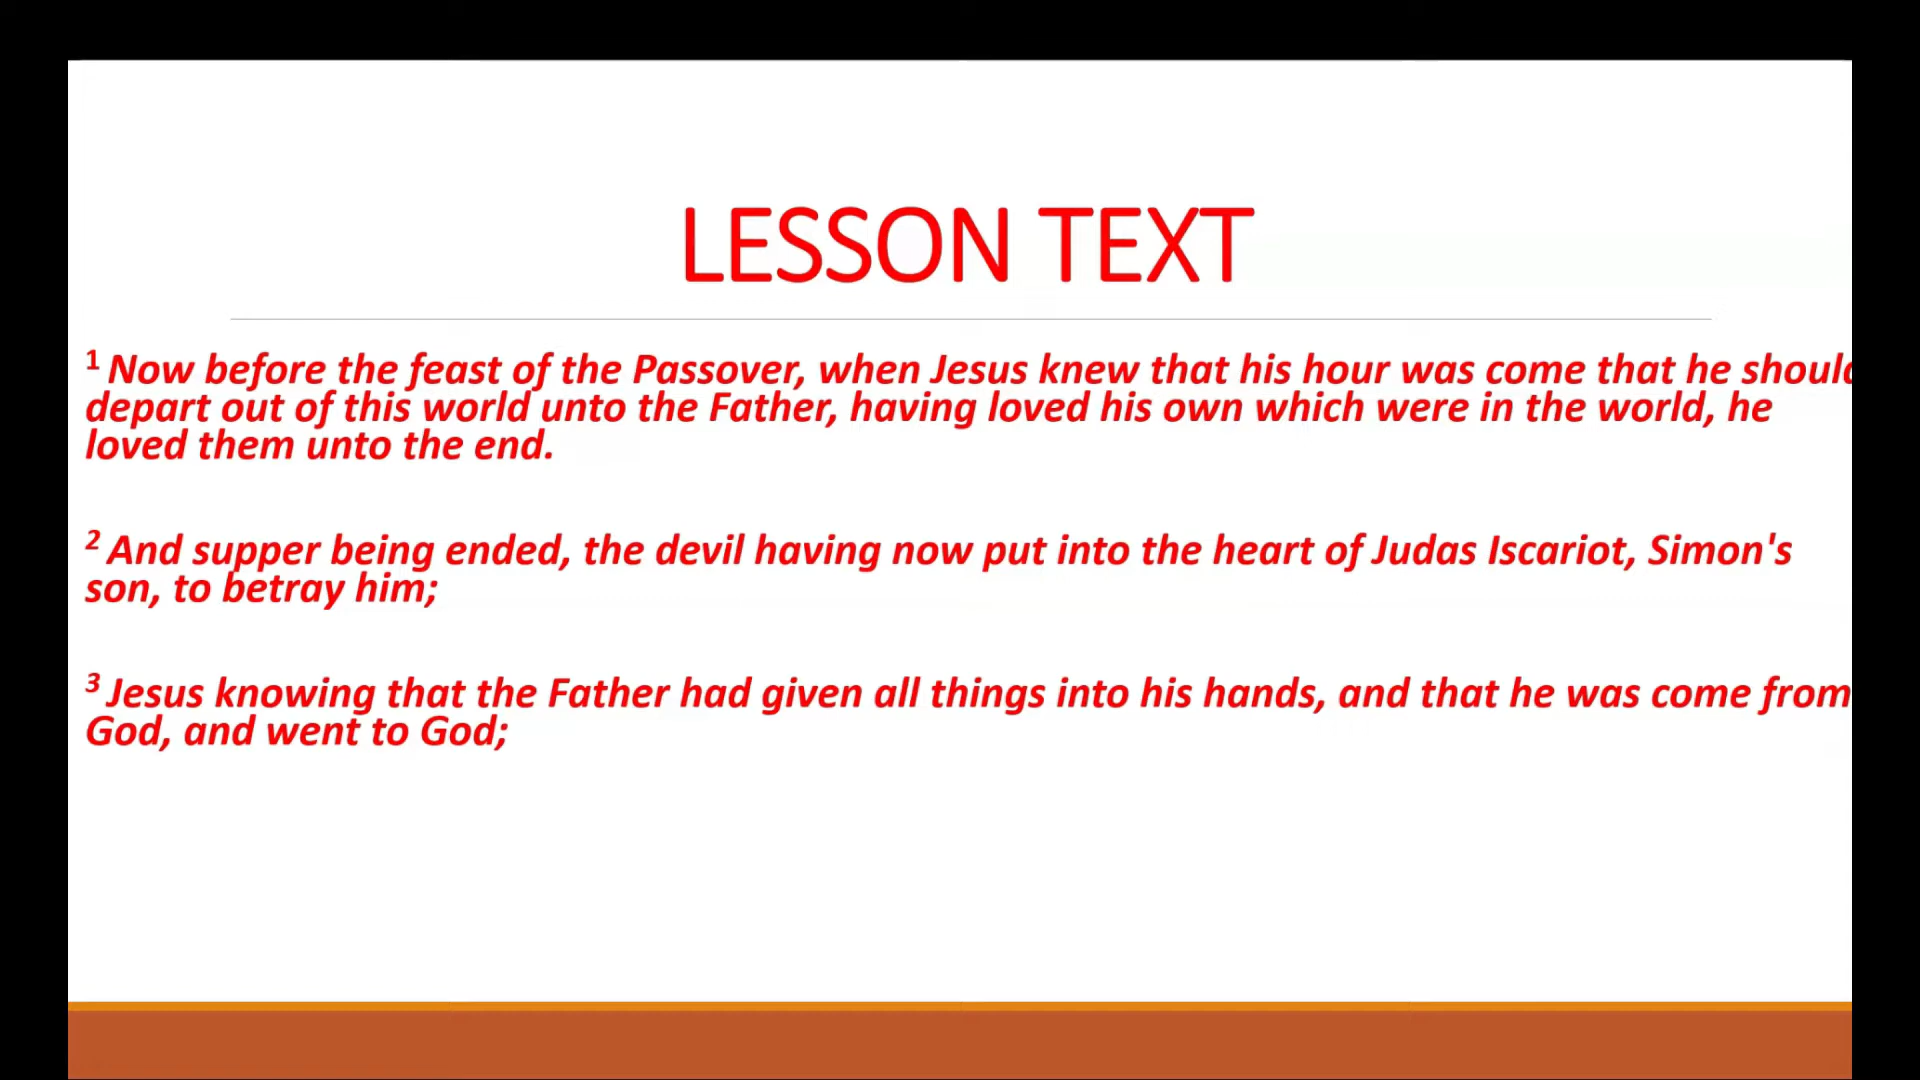 LESSON TEXT
1 Now before the feast of the Passover, when Jesus knew that his hour was come that he should
depart out of this world unto the Father, having loved his own which were in the world, he
loved them unto the end.
2 And supper being ended, the devil having now put into the heart of Judas Iscariot, Simon's
son, to betray him;
3 Jesus knowing that the Father had given all things into his hands, and that he was come from
God, and went to God;